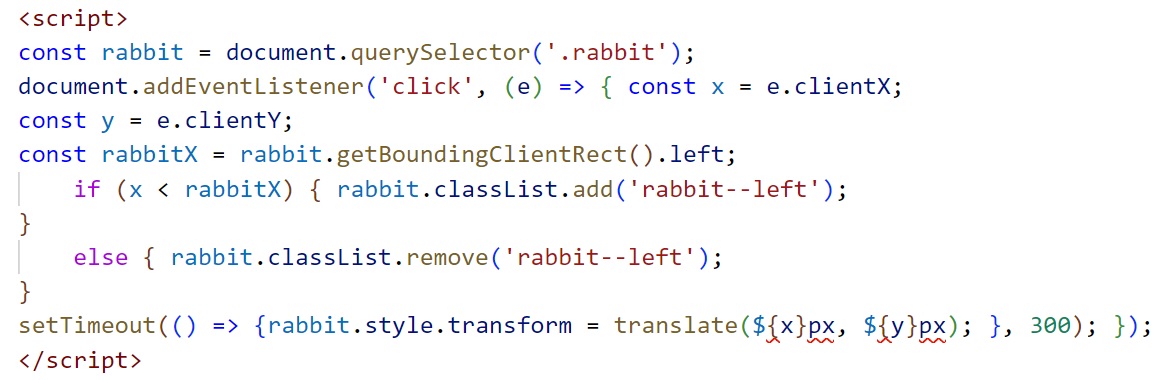 <script>
const rabbit = document.querySelector('.rabbit');
document.addEventListener('click', (e) => { const x = e.clientX;
const y = e.clientY;
const rabbitX = rabbit.getBoundingClientRect().left;
    if (x < rabbitX) { rabbit.classList.add('rabbit--left');
}
    else { rabbit.classList.remove('rabbit--left');
}
setTimeout(() => {rabbit.style.transform = translate(${x}px, ${y}px); }, 300); });
</script>